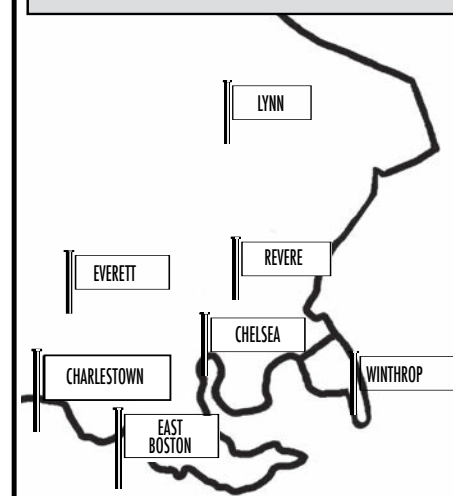 LYNN
REVERE
EVERETT
CHELSEA
CHARLESTOWN
WINTHROP
EAST
BOSTON